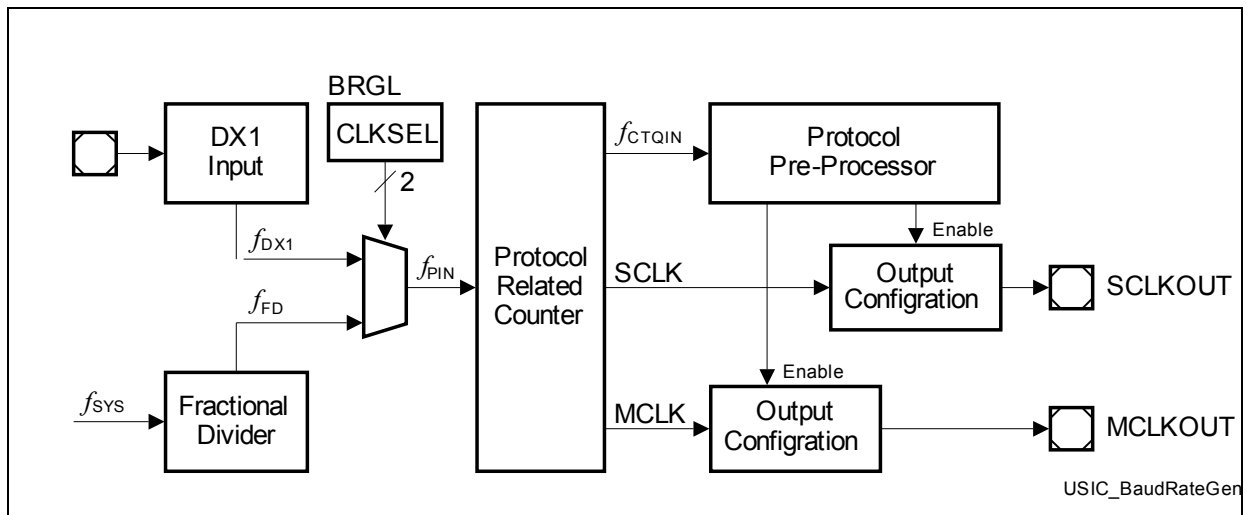 BRGL
CLKSEL
DX1
Input
2
fCTQIN
Protocol
Pre-Processor
Enable
fDX1
fPIN
Protocol
Related
Counter
SCLK
Output
Configration
SCLKOUT
fFD
fSYS
Fractional
Divider
Enable
MCLK
Output
Configration
MCLKOUT
USIC_BaudRateGen